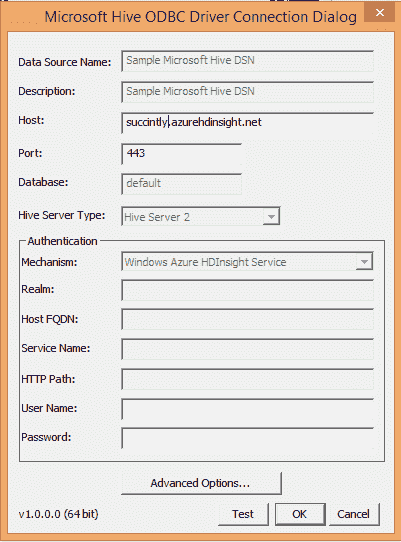 Microsoft Hive ODBC Driver Connection Dialog
Data Source Name: Sample Microsoft Hive DSN
Description: Sample Microsoft Hive DSN
Host: succintly.azurehdinsight.net
Port: 443
Database: default
Hive Server Type: Hive Server 2
Authentication
Mechanism: Windows Azure HDInsight Service
Realm:
Host FQDN:
Service Name:
HTTP Path:
User Name:
Password:
Advanced Options...
v1.0.0.0 (64 bit) Test OK Cancel